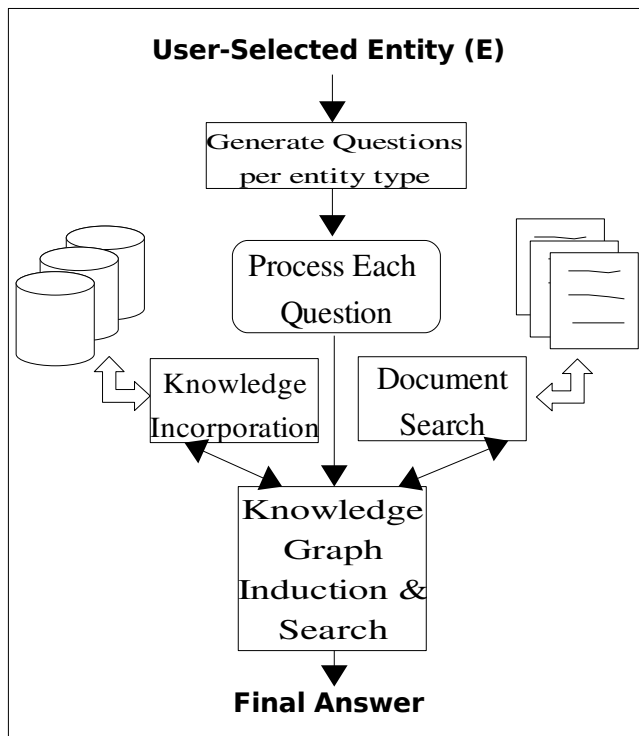 User-Selected Entity (E)
Generate Questions
per entity type
Process Each
Question
Knowledge
Incorporation
Document
Search
Knowledge
Graph
Induction &
Search
Final Answer